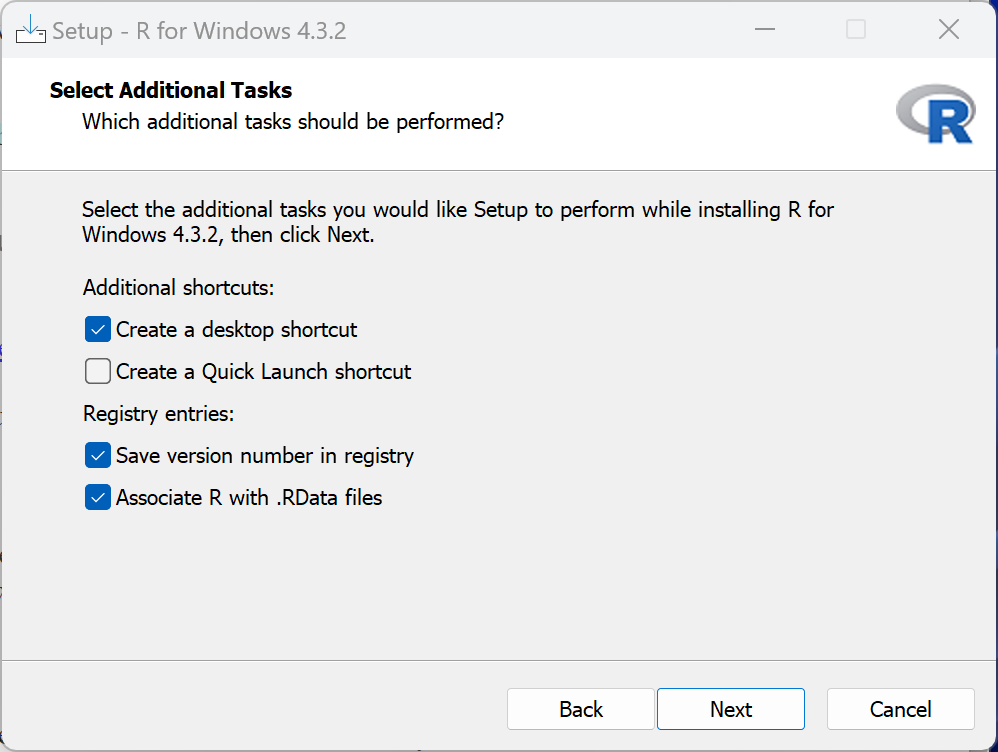 Setup - R for Windows 4.3.2
Select Additional Tasks
Which additional tasks should be performed?
R
Select the additional tasks you would like Setup to perform while installing R for
Windows 4.3.2, then click Next.
Additional shortcuts:
Create a desktop shortcut
Create a Quick Launch shortcut
Registry entries:
Save version number in registry
Associate R with .RData files
Back
Next
Cancel